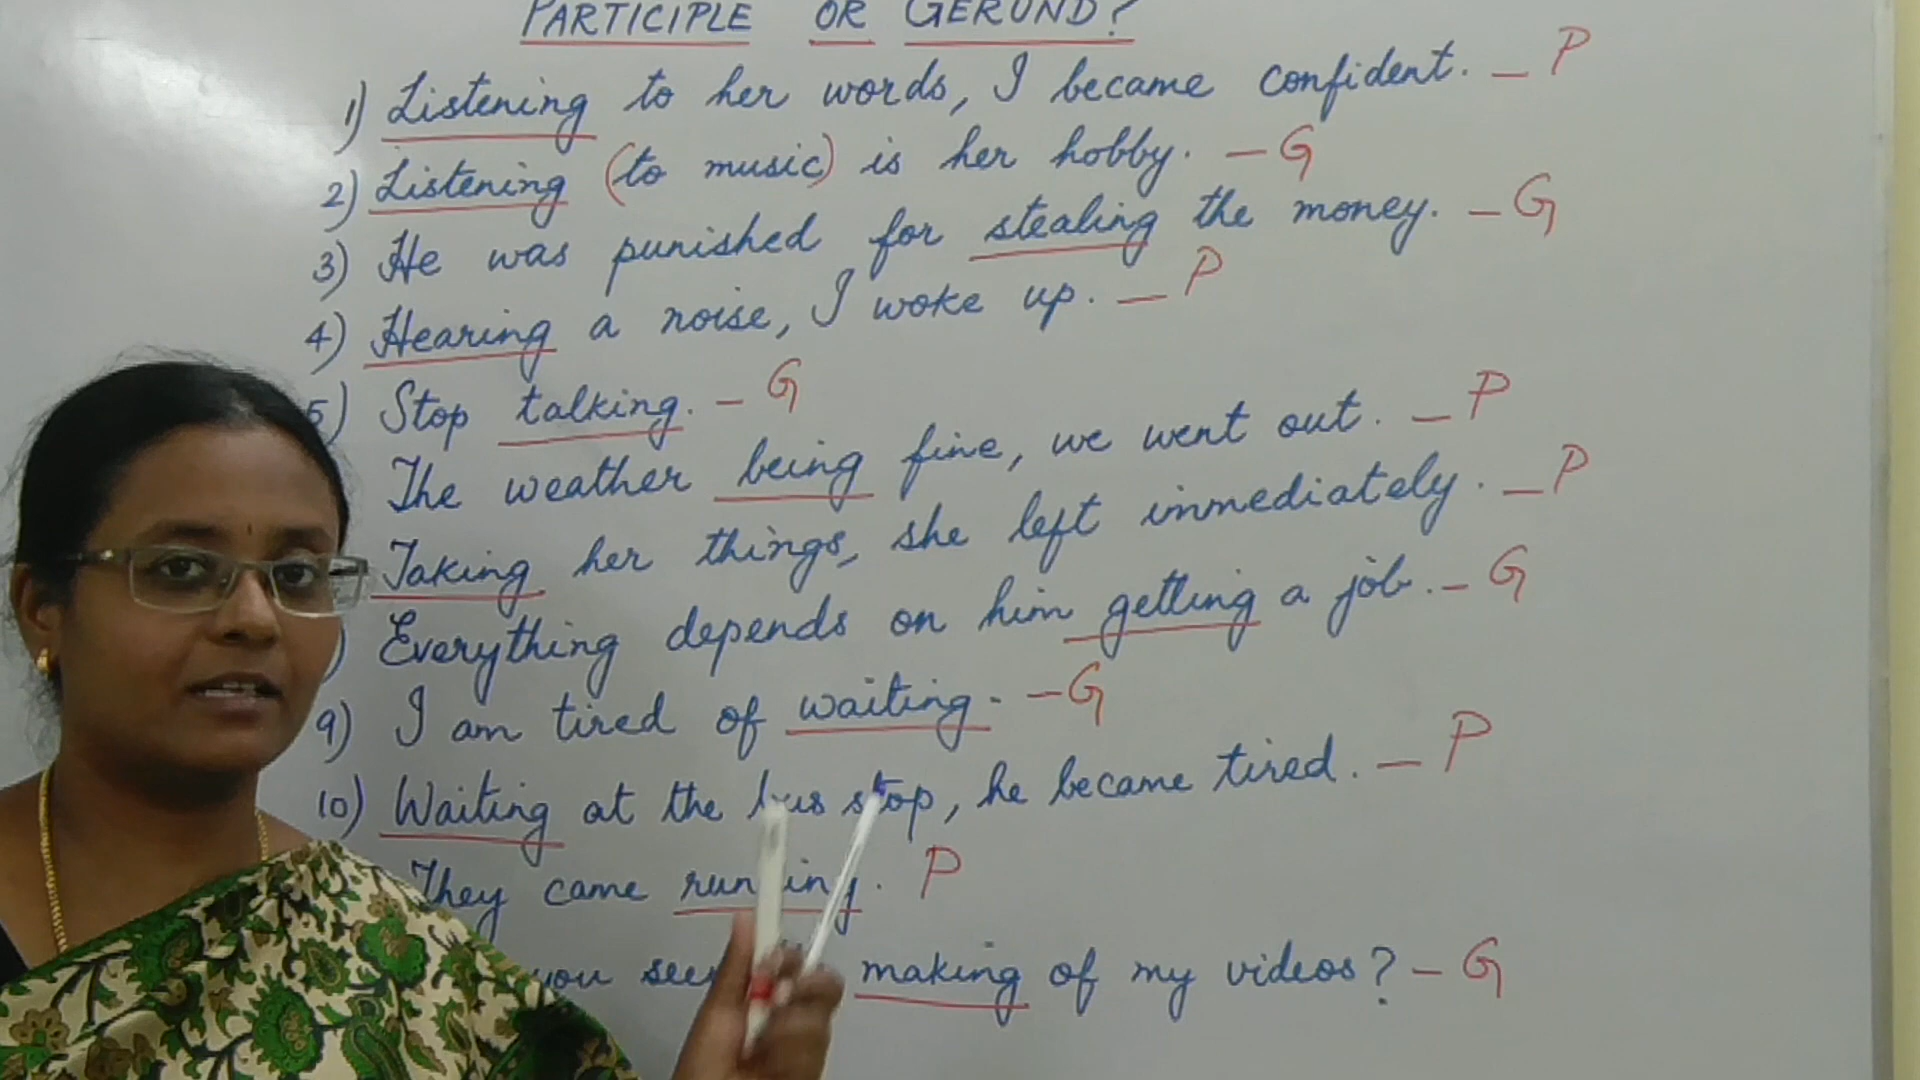 PARTICIPLE OR GERUND?
1) Listening to her words, I became confident. - P
2) Listening (to music) is her hobby. - G
3) He was punished for stealing the money. - G
4) Hearing a noise, I woke up. - P
5) Stop talking. - G
The weather being fine, we went out. - P
Taking her things, she left immediately. - P
) Everything depends on him getting a job. - G
9) I am tired of waiting. - G
10) Waiting at the bus stop, he became tired. - P
They came running. P
you making of my videos? - G